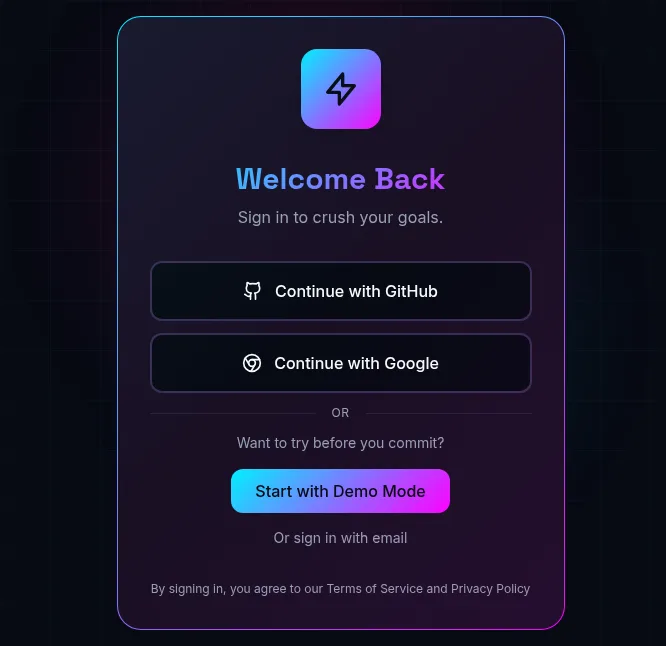 Welcome Back
Sign in to crush your goals.
Continue with GitHub
Continue with Google
OR
Want to try before you commit?
Start with Demo Mode
Or sign in with email
By signing in, you agree to our Terms of Service and Privacy Policy